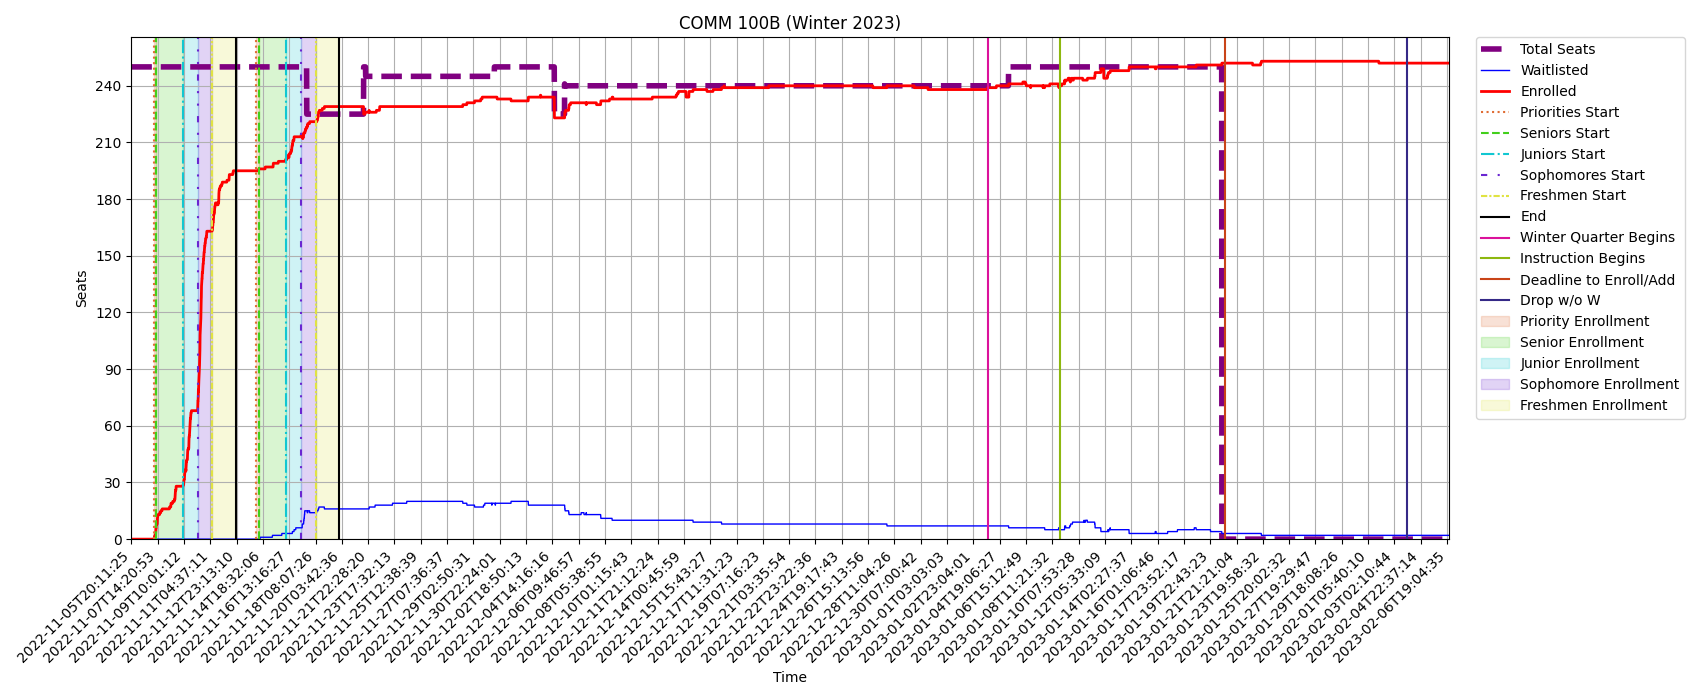 COMM 100B (Winter 2023)
Seats
240
210
180
150
120
90
60
30
0
2022-11-05T20:11:25
2022-11-07T14:20:53
2022-11-09T10:01:12
2022-11-11T04:37:11
2022-11-12T23:13:10
2022-11-14T18:32:06
2022-11-16T13:16:27
2022-11-18T08:07:26
2022-11-20T03:42:36
2022-11-21T22:28:20
2022-11-23T17:32:13
2022-11-25T12:38:39
2022-11-27T07:36:37
2022-11-29T02:50:31
2022-11-30T22:24:01
2022-12-02T18:50:13
2022-12-04T14:16:16
2022-12-06T09:46:57
2022-12-08T05:38:55
2022-12-10T01:15:43
2022-12-11T21:12:24
2022-12-14T00:45:59
2022-12-15T15:43:27
2022-12-17T11:31:23
2022-12-19T07:16:23
2022-12-21T03:35:54
2022-12-22T23:22:36
2022-12-24T19:17:43
2022-12-26T15:13:56
2022-12-28T11:04:26
2022-12-30T07:00:42
2023-01-01T03:03:03
2023-01-02T23:04:01
2023-01-04T19:06:27
2023-01-06T15:12:49
2023-01-08T11:21:32
2023-01-10T07:53:28
2023-01-12T05:33:09
2023-01-14T02:27:37
2023-01-16T01:06:46
2023-01-17T23:52:17
2023-01-19T22:43:23
2023-01-21T21:21:04
2023-01-23T19:58:32
2023-01-25T20:02:32
2023-01-27T19:29:47
2023-01-29T18:08:26
2023-02-01T05:40:10
2023-02-03T02:10:44
2023-02-04T22:37:14
2023-02-06T19:04:35
Time
Total Seats
Waitlisted
Enrolled
Priorities Start
Seniors Start
Juniors Start
Sophomores Start
Freshmen Start
End
Winter Quarter Begins
Instruction Begins
Deadline to Enroll/Add
Drop w/o W
Priority Enrollment
Senior Enrollment
Junior Enrollment
Sophomore Enrollment
Freshmen Enrollment